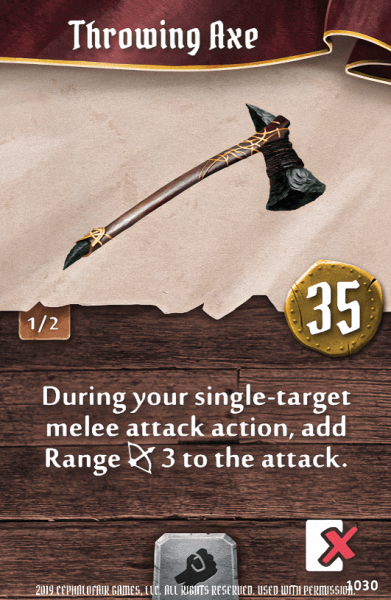 Throwing Axe
35
1/2
During your single-target
melee attack action, add
Range 3 to the attack.
1030
2019 CEPHALOFAIR GAMES, LLC. ALL RIGHTS RESERVED. USED WITH PERMISSION.